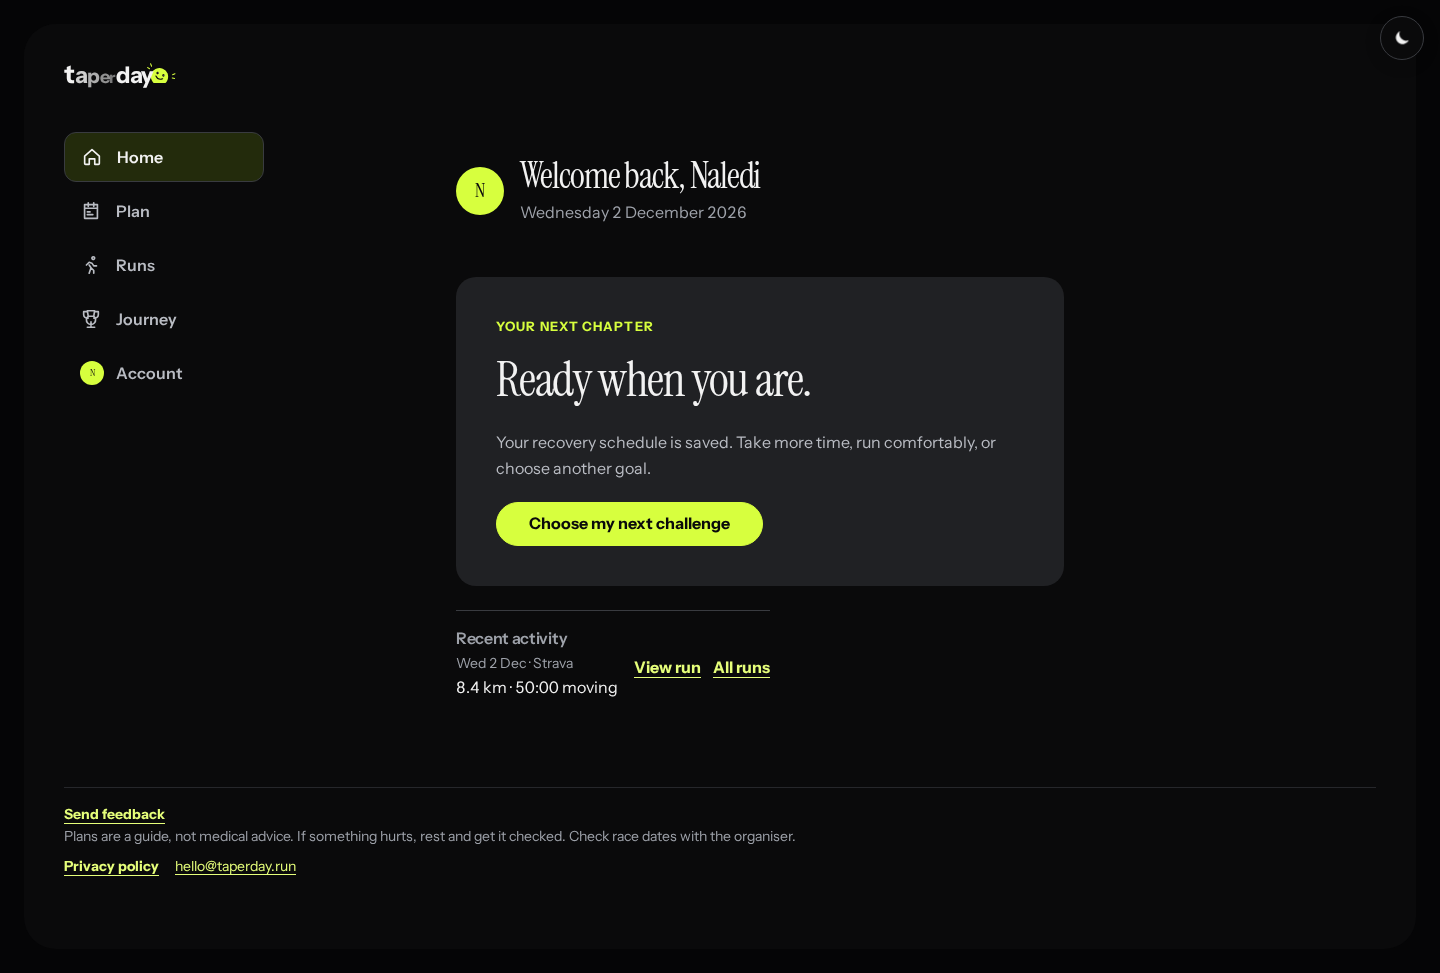 taperday
Home
Plan
Runs
Journey
N Account
N
Welcome back, Naledi
Wednesday 2 December 2026
YOUR NEXT CHAPTER
Ready when you are.
Your recovery schedule is saved. Take more time, run comfortably, or
choose another goal.
Choose my next challenge
Recent activity
Wed 2 Dec · Strava
8.4 km · 50:00 moving
View run All runs
Send feedback
Plans are a guide, not medical advice. If something hurts, rest and get it checked. Check race dates with the organiser.
Privacy policy hello@taperday.run